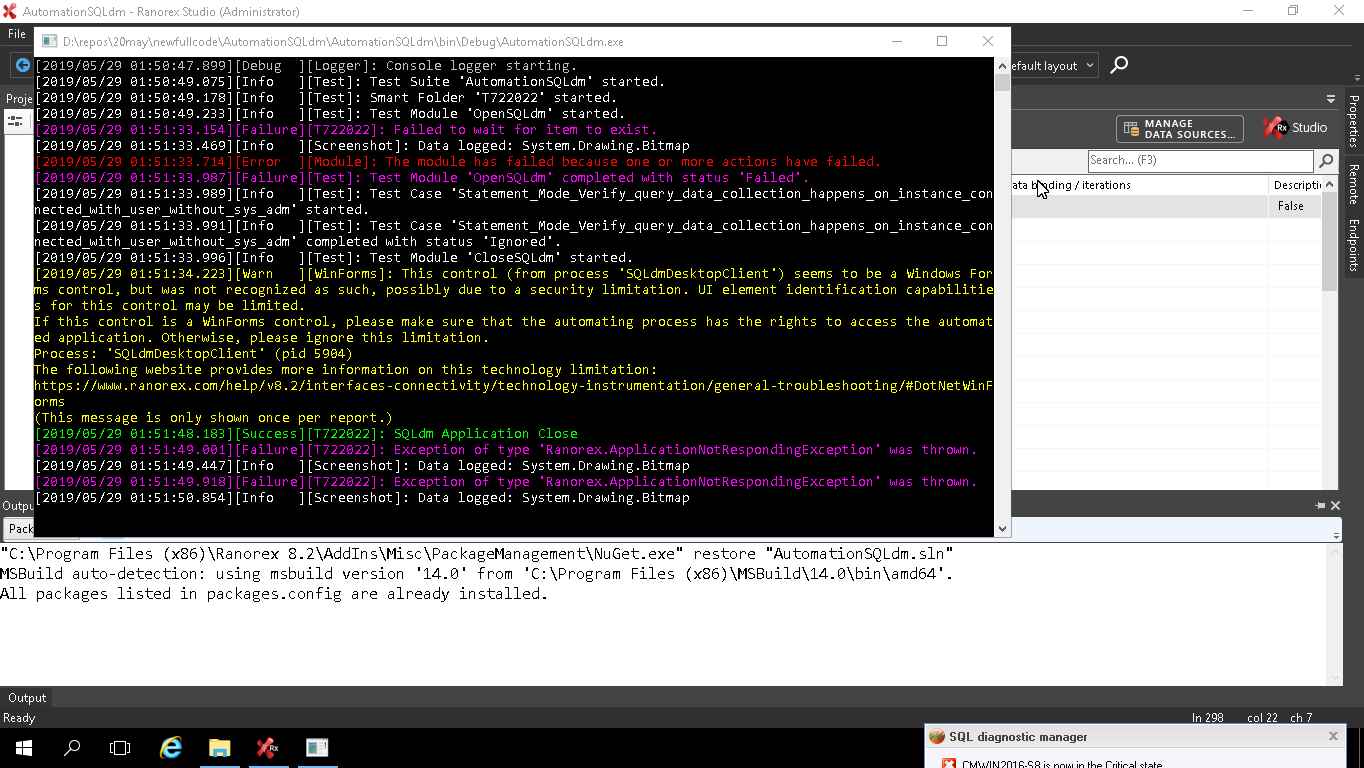 AutomationSQLdm - Ranorex Studio (Administrator)
File
D:\repos\20may\newfullcode\AutomationSQLdm\AutomationSQLdm\bin\Debug\AutomationSQLdm.exe
efault layout
Proje
[2019/05/29 01:50:47.899][Debug  ][Logger]: Console logger starting.
[2019/05/29 01:50:49.075][Info   ][Test]: Test Suite 'AutomationSQLdm' started.
[2019/05/29 01:50:49.178][Info   ][Test]: Smart Folder 'T722022' started.
[2019/05/29 01:50:49.233][Info   ][Test]: Test Module 'OpenSQLdm' started.
[2019/05/29 01:51:33.154][Failure][T722022]: Failed to wait for item to exist.
[2019/05/29 01:51:33.469][Info   ][Screenshot]: Data logged: System.Drawing.Bitmap
[2019/05/29 01:51:33.714][Error  ][Module]: The module has failed because one or more actions have failed.
[2019/05/29 01:51:33.987][Failure][Test]: Test Module 'OpenSQLdm' completed with status 'Failed'.
[2019/05/29 01:51:33.989][Info   ][Test]: Test Case 'Statement_Mode_Verify_query_data_collection_happens_on_instance_con
nected_with_user_without_sys_adm' started.
[2019/05/29 01:51:33.991][Info   ][Test]: Test Case 'Statement_Mode_Verify_query_data_collection_happens_on_instance_con
nected_with_user_without_sys_adm' completed with status 'Ignored'.
[2019/05/29 01:51:33.996][Info   ][Test]: Test Module 'CloseSQLdm' started.
[2019/05/29 01:51:34.223][Warn   ][WinForms]: This control (from process 'SQLdmDesktopClient') seems to be a Windows For
ms control, but was not recognized as such, possibly due to a security limitation. UI element identification capabilitie
s for this control may be limited.
If this control is a WinForms control, please make sure that the automating process has the rights to access the automat
ed application. Otherwise, please ignore this limitation.
Process: 'SQLdmDesktopClient' (pid 5904)
The following website provides more information on this technology limitation:
https://www.ranorex.com/help/v8.2/interfaces-connectivity/technology-instrumentation/general-troubleshooting/#DotNetWinF
orms
(This message is only shown once per report.)
[2019/05/29 01:51:48.183][Success][T722022]: SQLdm Application Close
[2019/05/29 01:51:49.001][Failure][T722022]: Exception of type 'Ranorex.ApplicationNotRespondingException' was thrown.
[2019/05/29 01:51:49.447][Info   ][Screenshot]: Data logged: System.Drawing.Bitmap
[2019/05/29 01:51:49.918][Failure][T722022]: Exception of type 'Ranorex.ApplicationNotRespondingException' was thrown.
[2019/05/29 01:51:50.854][Info   ][Screenshot]: Data logged: System.Drawing.Bitmap
MANAGE
DATA SOURCES...
Rx Studio
Search... (F3)
ata binding / iterations
Descriptio
False
Properties
Remote Endpoints
Outpu
Pack
"C:\Program Files (x86)\Ranorex 8.2\AddIns\Misc\PackageManagement\NuGet.exe" restore "AutomationSQLdm.sln"
MSBuild auto-detection: using msbuild version '14.0' from 'C:\Program Files (x86)\MSBuild\14.0\bin\amd64'.
All packages listed in packages.config are already installed.
Output
Ready
ln 298
col 22
ch 7
Rx
SQL diagnostic manager
CMWIN2016-S8 is now in the Critical state